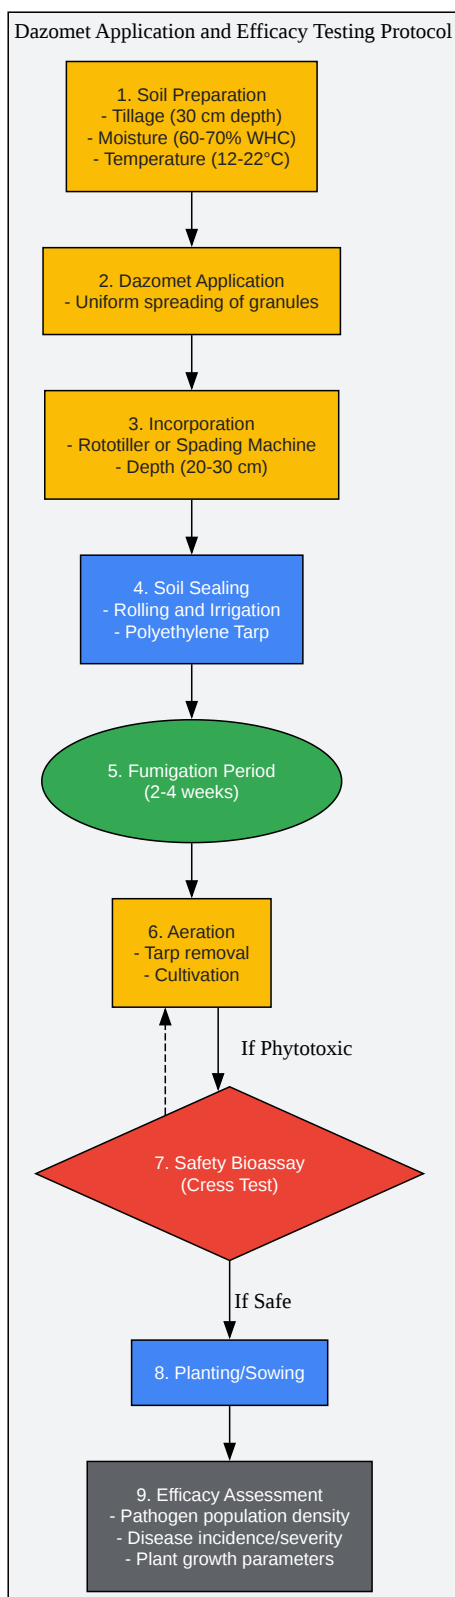 Dazomet Application and Efficacy Testing Protocol
1. Soil Preparation
- Tillage (30 cm depth)
- Moisture (60-70% WHC)
- Temperature (12-22°C)
2. Dazomet Application
- Uniform spreading of granules
3. Incorporation
- Rototiller or Spading Machine
- Depth (20-30 cm)
4. Soil Sealing
- Rolling and Irrigation
- Polyethylene Tarp
5. Fumigation Period
(2-4 weeks)
6. Aeration
- Tarp removal
- Cultivation
If Phytotoxic
7. Safety Bioassay
(Cress Test)
If Safe
8. Planting/Sowing
9. Efficacy Assessment
- Pathogen population density
- Disease incidence/severity
- Plant growth parameters